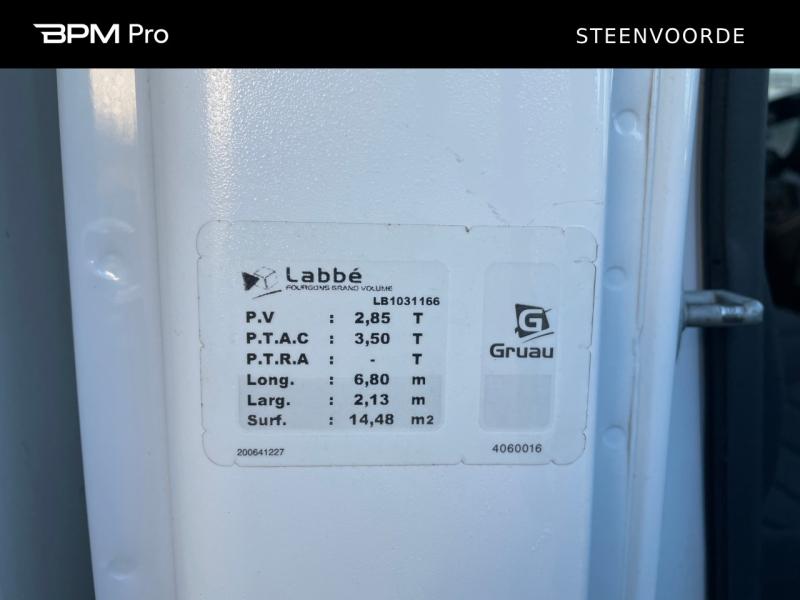 BPM Pro
STEENVOORDE
Labbé
FOURGONS GRAND VOLUME
LB1031166
P.V : 2,85 T
P.T.A.C : 3,50 T
P.T.R.A : - T
Long. : 6,80 m
Larg. : 2,13 m
Surf. : 14,48 m2
200641227
G
Gruau
4060016